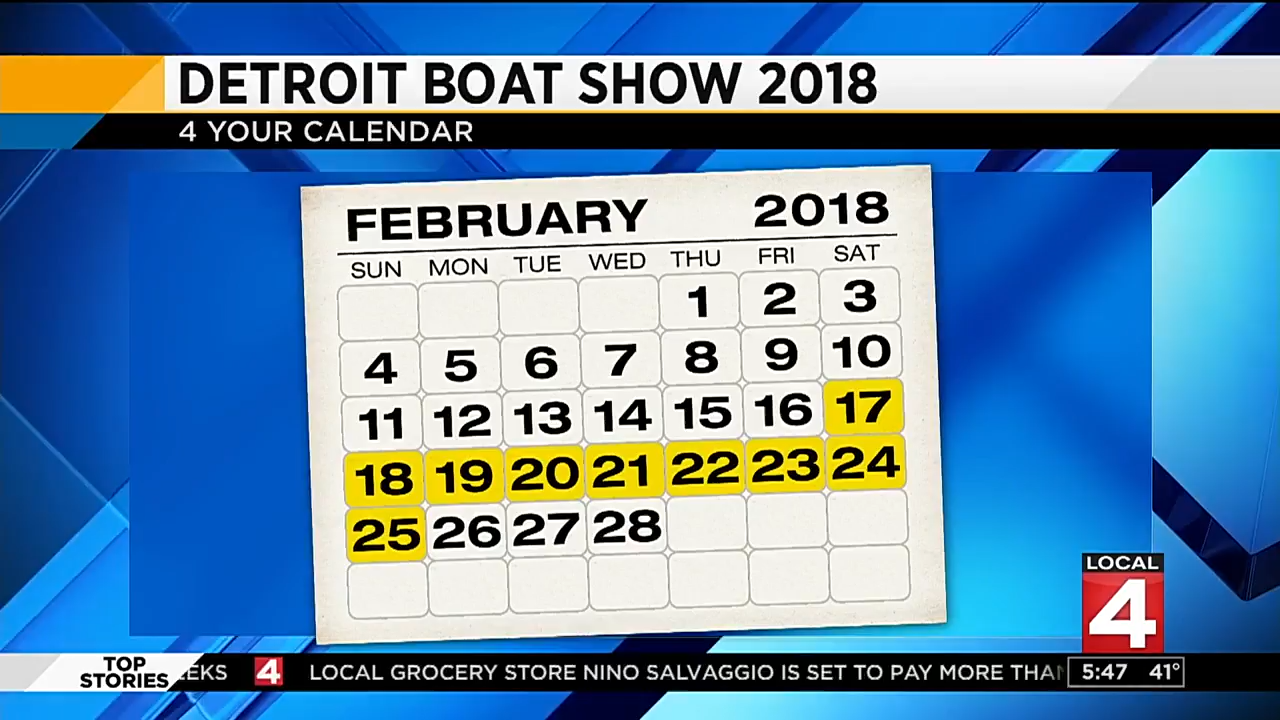 DETROIT BOAT SHOW 2018
4 YOUR CALENDAR
FEBRUARY 2018
SUN MON TUE WED THU FRI SAT
1 2 3
4 5 6 7 8 9 10
11 12 13 14 15 16 17
18 19 20 21 22 23 24
25 26 27 28
LOCAL
4
TOP
STORIES
4 LOCAL GROCERY STORE NINO SALVAGGIO IS SET TO PAY MORE 5:47 41°